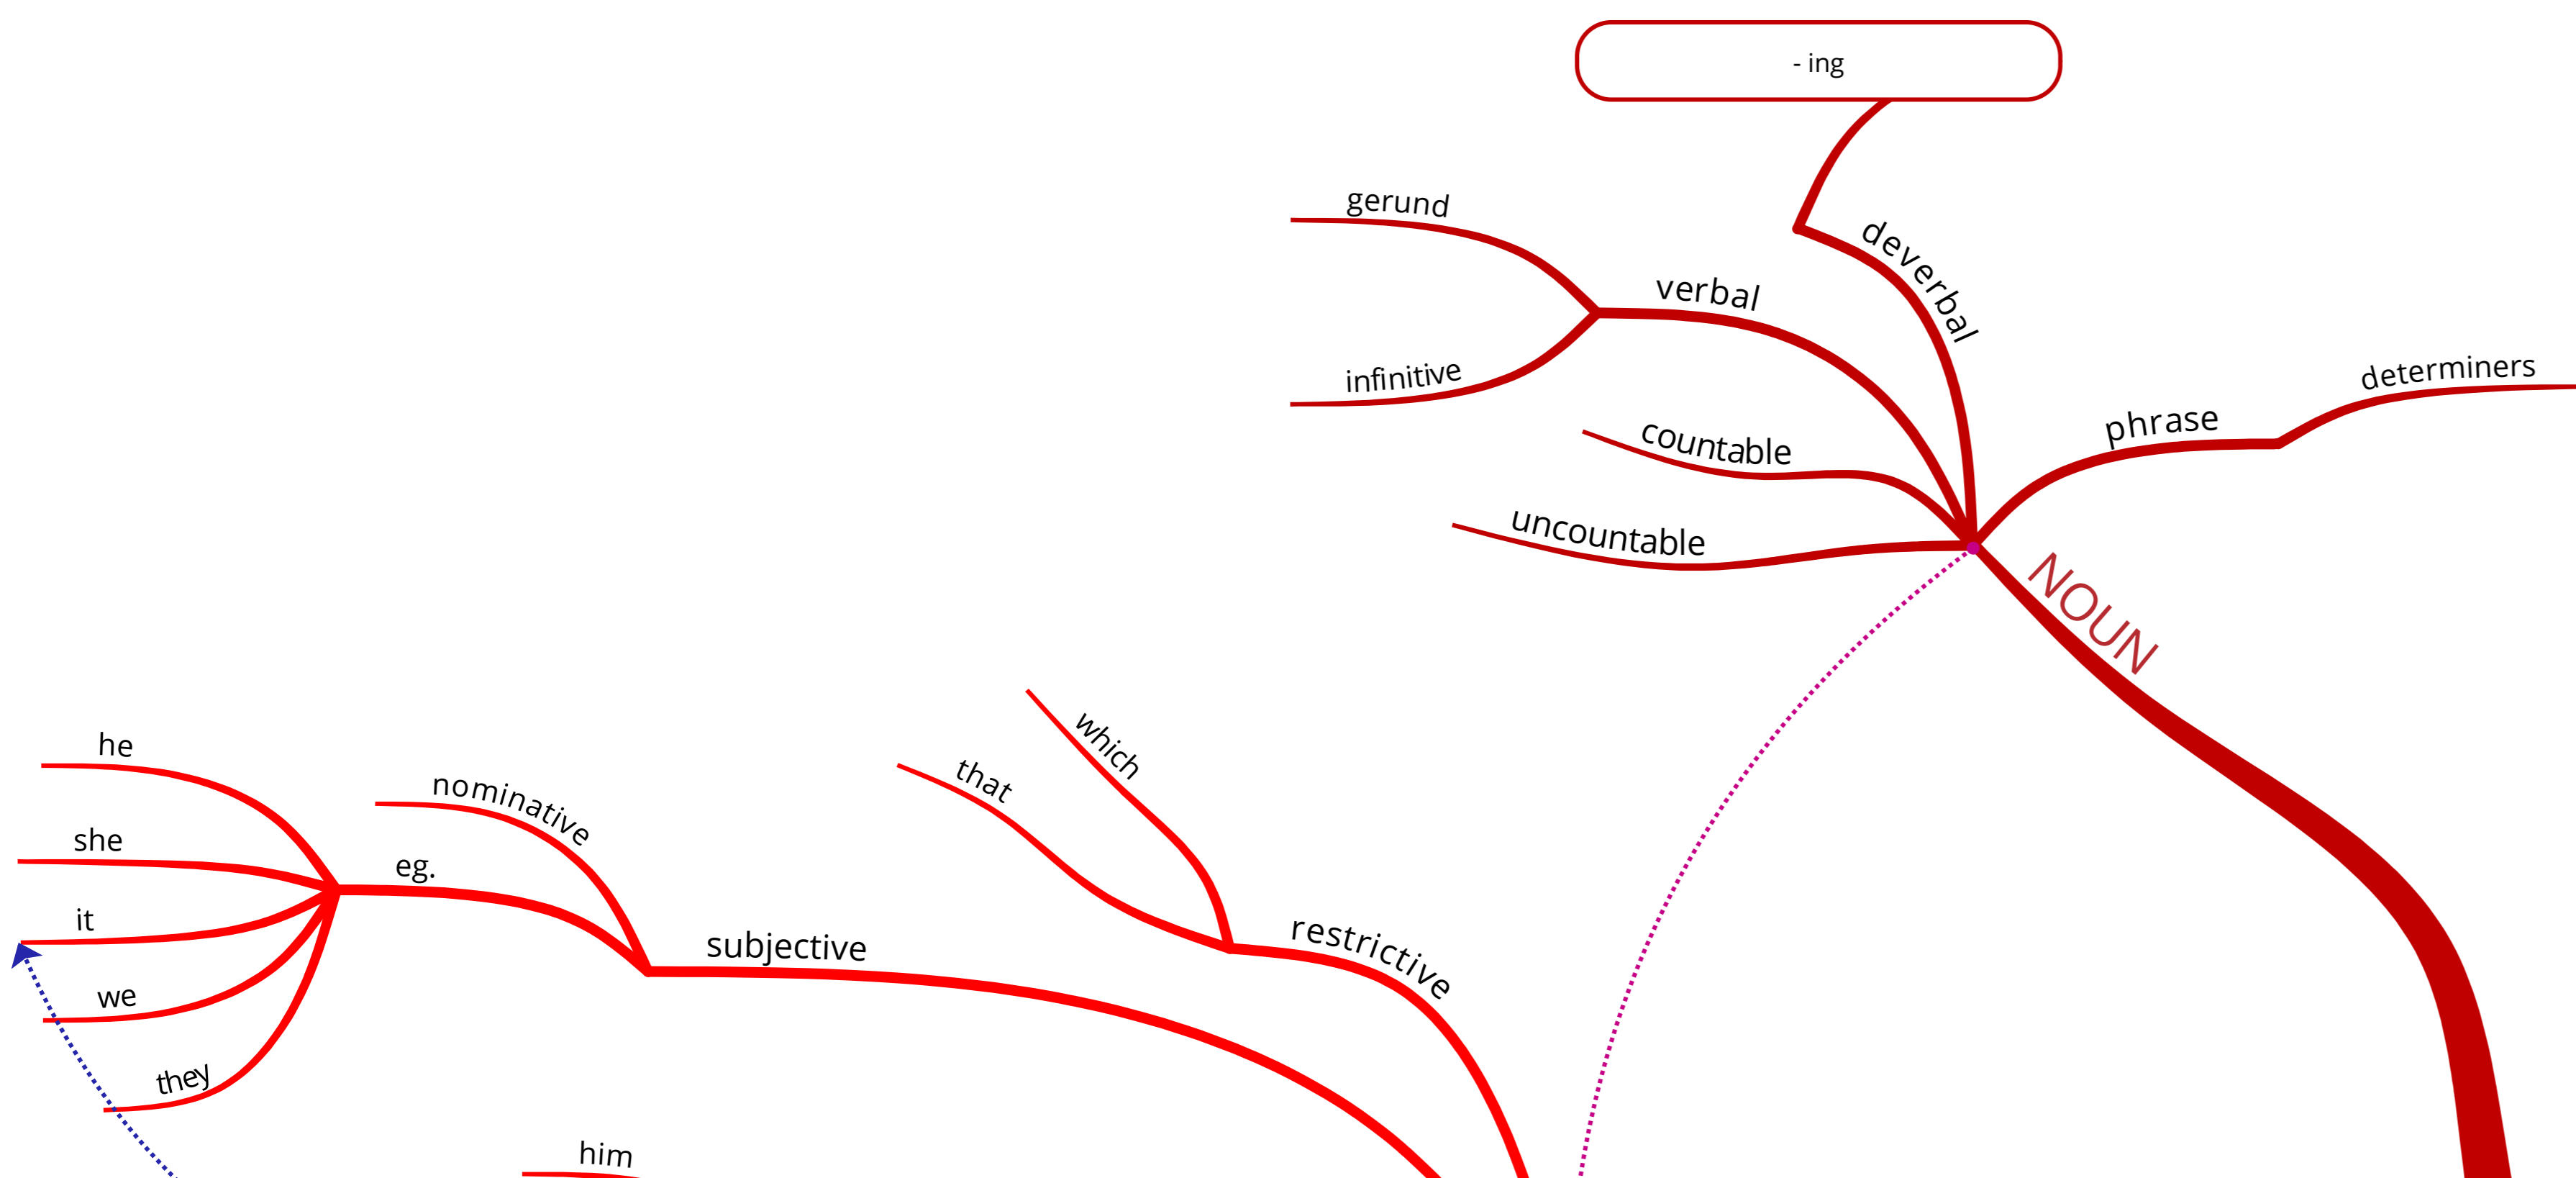 - ing
gerund
deverbal
verbal
infinitive
determiners
phrase
countable
uncountable
NOUN
which
that
he
nominative
she
eg.
it
subjective
restrictive
we
they
him